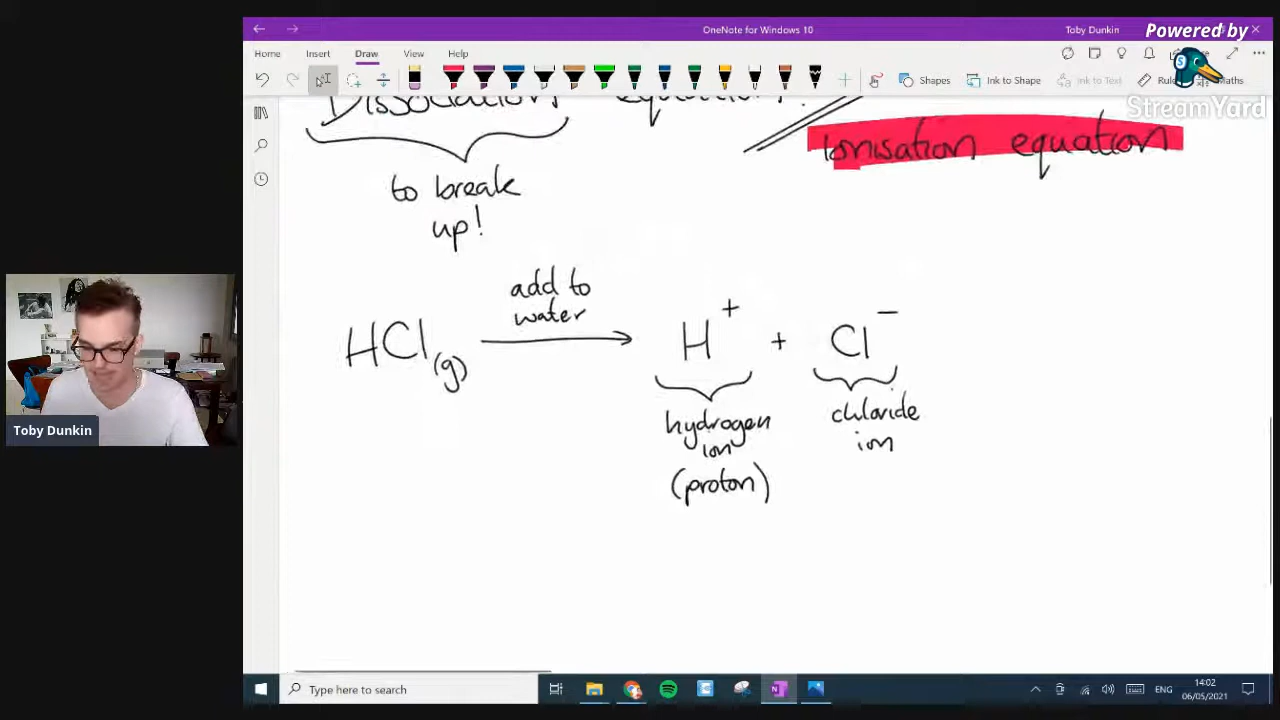 OneNote for Windows 10
Toby Dunkin
Powered by
StreamYard
Home Insert Draw View Help
Shapes Ink to Shape Ink to Text Maths
Dissociation equation!
Ionisation equation
to break
up!
add to
water
HCl(g) → H⁺ + Cl⁻
hydrogen
ion
(proton)
chloride
ion
Toby Dunkin
Type here to search
ENG
14:02
06/05/2021